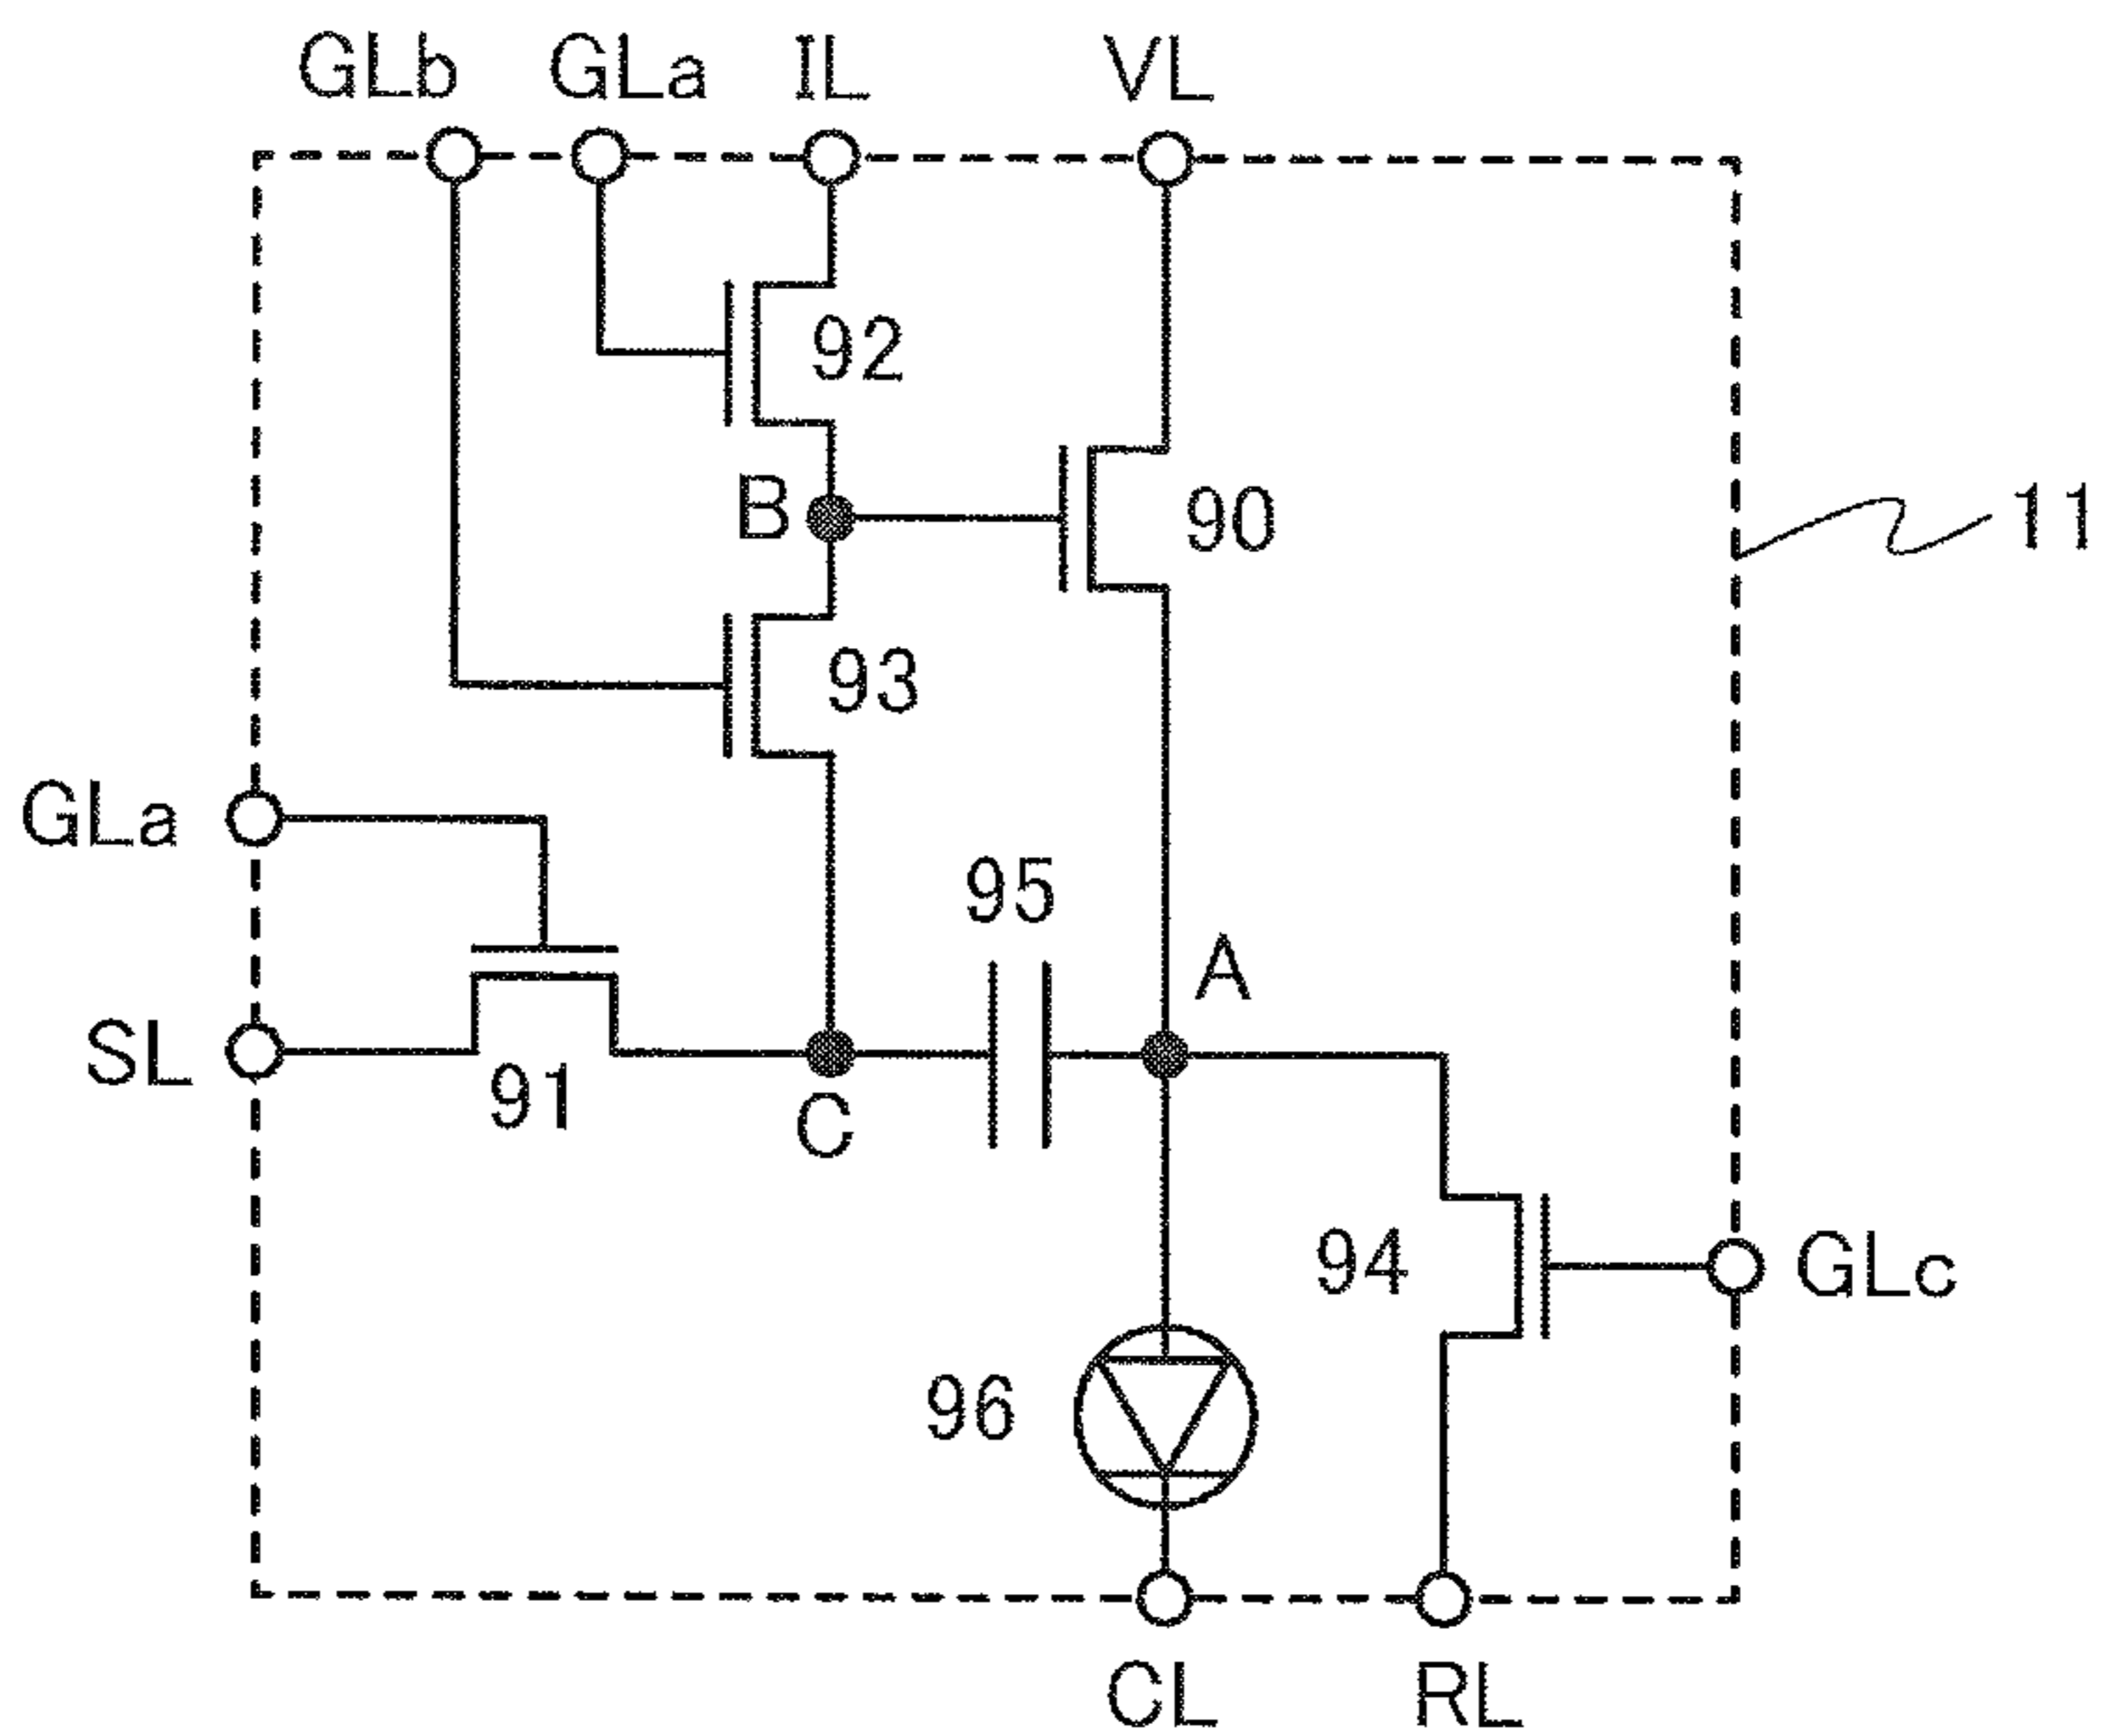 GLb GLa IL VL
92
B 90 11
93
GLa
95
A
SL
91 C
94 GLc
96
CL RL